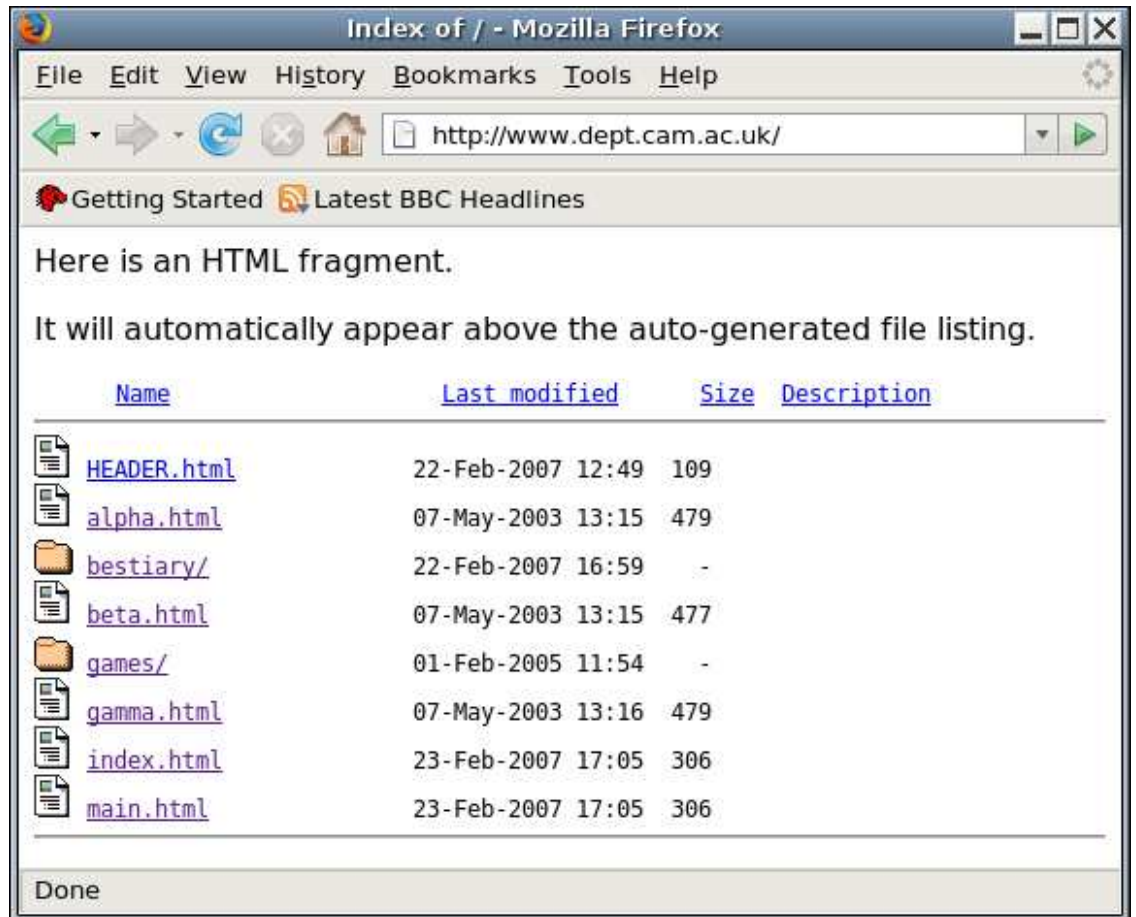 Index of / - Mozilla Firefox
File Edit View History Bookmarks Tools Help
http://www.dept.cam.ac.uk/
Getting Started Latest BBC Headlines
Here is an HTML fragment.
It will automatically appear above the auto-generated file listing.
Name Last modified Size Description
HEADER.html 22-Feb-2007 12:49 109
alpha.html 07-May-2003 13:15 479
bestiary/ 22-Feb-2007 16:59 -
beta.html 07-May-2003 13:15 477
games/ 01-Feb-2005 11:54 -
gamma.html 07-May-2003 13:16 479
index.html 23-Feb-2007 17:05 306
main.html 23-Feb-2007 17:05 306
Done